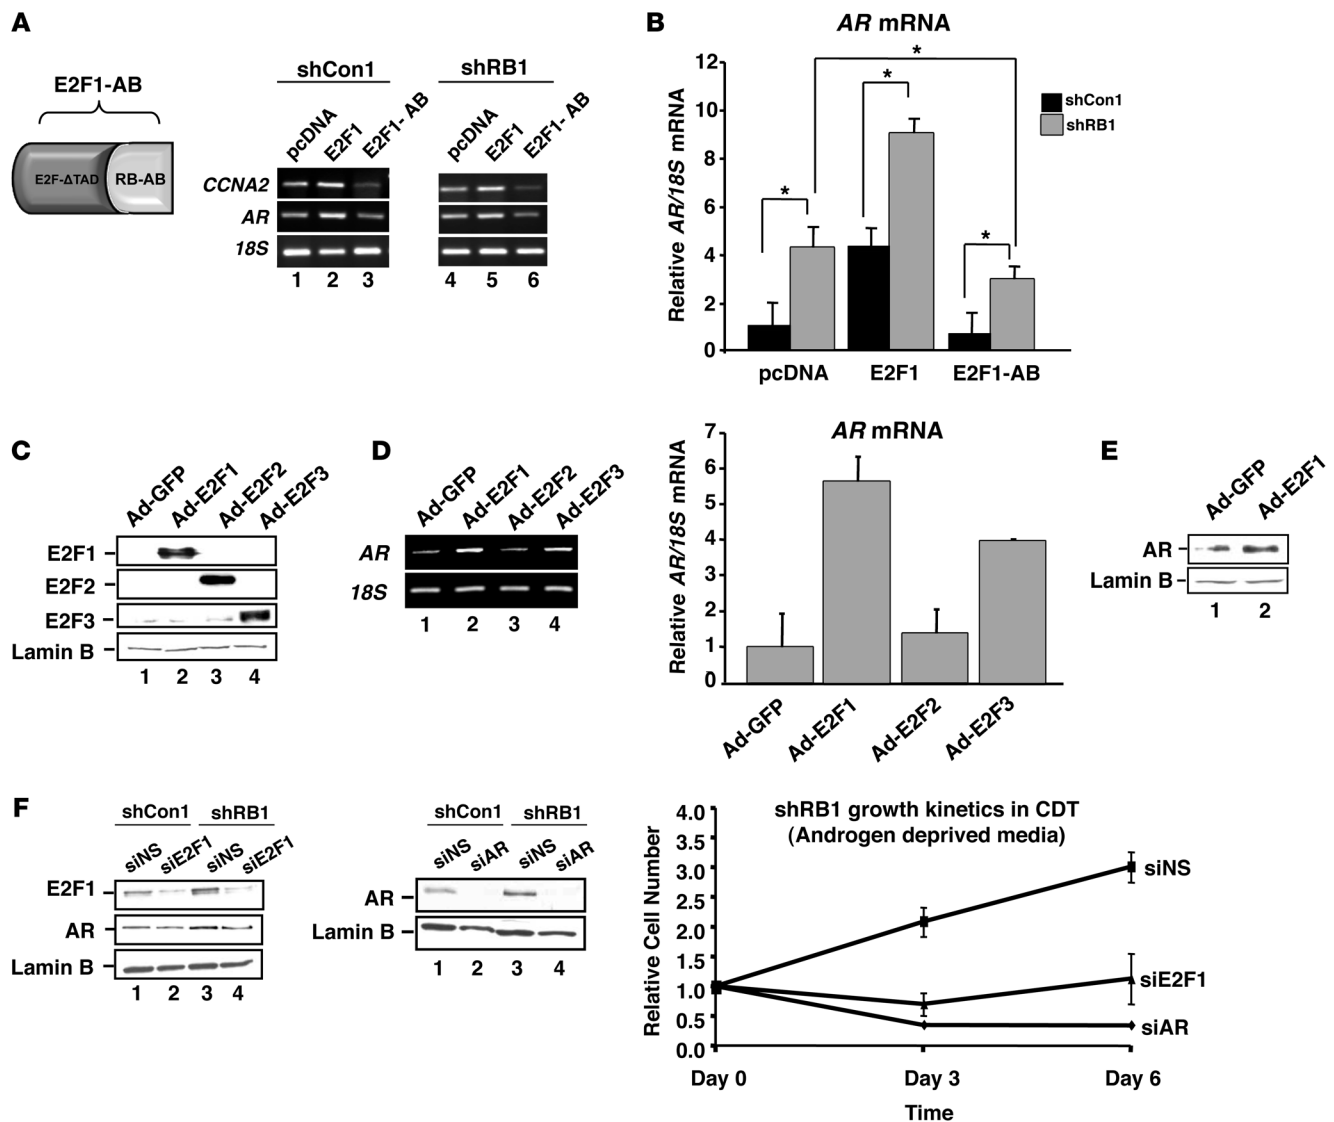 A
E2F1-AB
E2F-ΔTAD
RB-AB
shCon1
shRB1
pcDNA
E2F1
E2F1- AB
pcDNA
E2F1
E2F1- AB
CCNA2
AR
18S
1 2 3
4 5 6
B
AR mRNA
Relative AR/18S mRNA
12
10
8
6
4
2
0
*
*
*
*
shCon1
shRB1
pcDNA
E2F1
E2F1-AB
C
Ad-GFP
Ad-E2F1
Ad-E2F2
Ad-E2F3
E2F1
E2F2
E2F3
Lamin B
1 2 3 4
D
Ad-GFP
Ad-E2F1
Ad-E2F2
Ad-E2F3
AR
18S
1 2 3 4
AR mRNA
Relative AR/18S mRNA
7
6
5
4
3
2
1
0
Ad-GFP
Ad-E2F1
Ad-E2F2
Ad-E2F3
E
Ad-GFP
Ad-E2F1
AR
Lamin B
1 2
F
shCon1
shRB1
siNS
siE2F1
siNS
siE2F1
E2F1
AR
Lamin B
1 2 3 4
shCon1
shRB1
siNS
siAR
siNS
siAR
AR
Lamin B
1 2 3 4
shRB1 growth kinetics in CDT
(Androgen deprived media)
Relative Cell Number
4.0
3.5
3.0
2.5
2.0
1.5
1.0
0.5
0.0
siNS
siE2F1
siAR
Day 0
Day 3
Day 6
Time